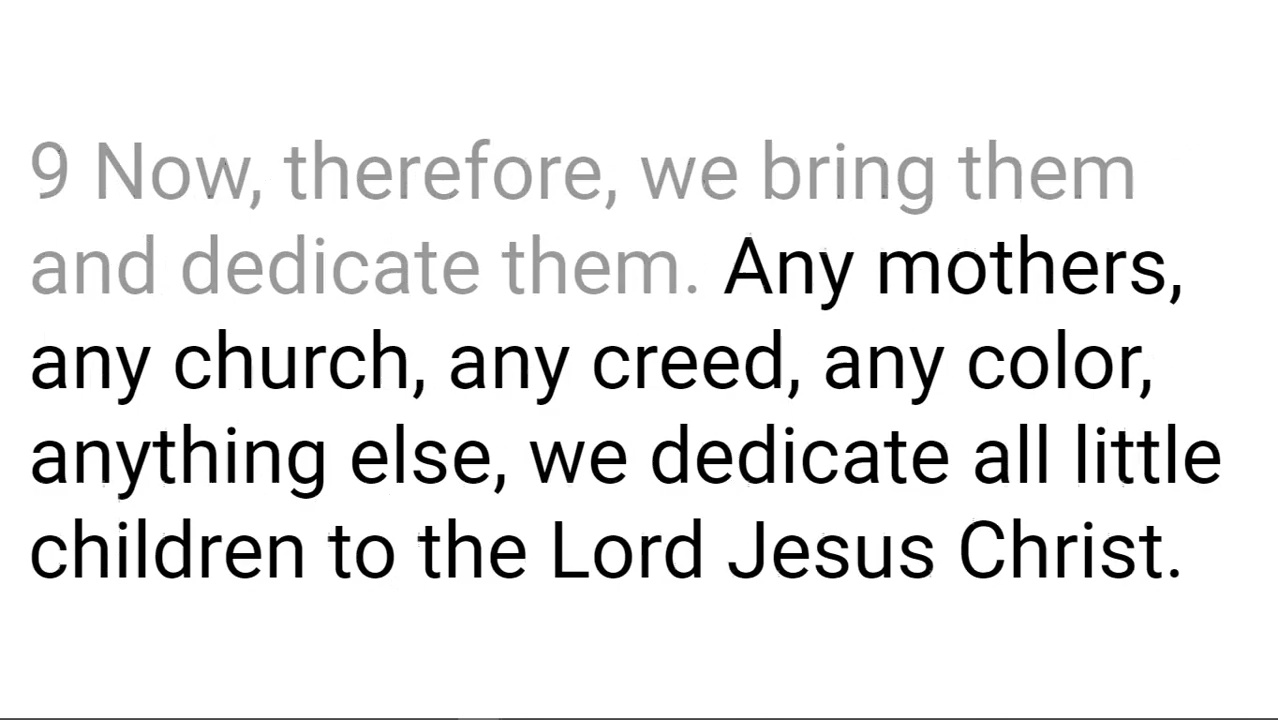 9 Now, therefore, we bring them
and dedicate them. Any mothers,
any church, any creed, any color,
anything else, we dedicate all little
children to the Lord Jesus Christ.